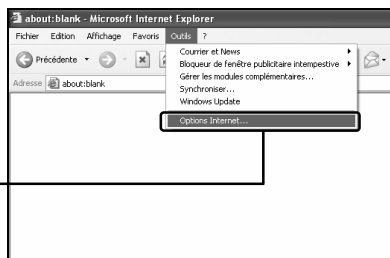 about:blank - Microsoft Internet Explorer
Fichier Edition Affichage Favoris Outils ?
Précédente
Courrier et News
Bloqueur de fenêtre publicitaire intempestive
Gérer les modules complémentaires...
Synchroniser...
Windows Update
Options Internet...
Adresse about:blank